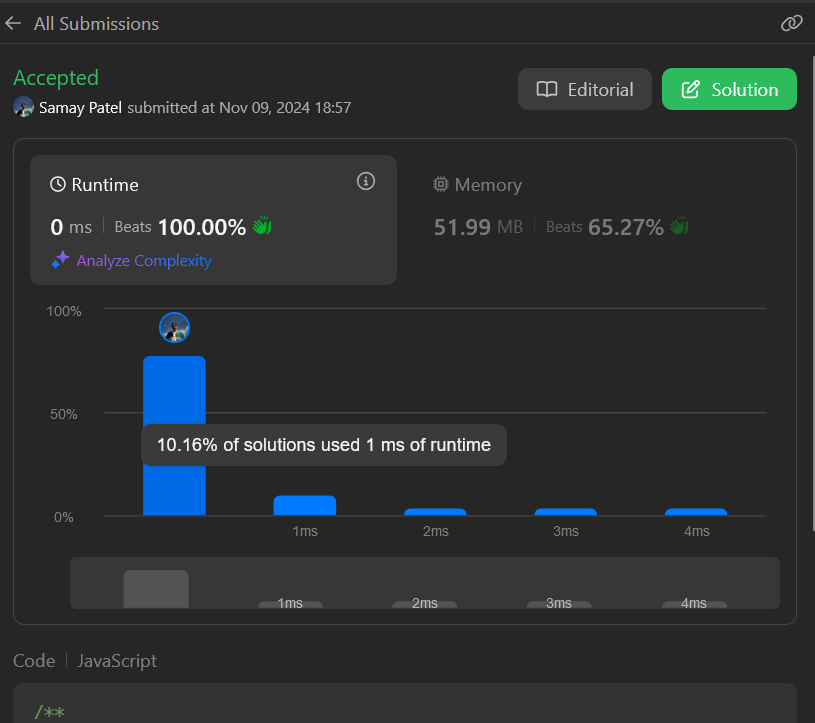 All Submissions
Accepted
Samay Patel submitted at Nov 09, 2024 18:57
Editorial
Solution
Runtime
0 ms
Beats 100.00%
Analyze Complexity
Memory
51.99 MB
Beats 65.27%
100%
50%
0%
10.16% of solutions used 1 ms of runtime
1ms 2ms 3ms 4ms
1ms 2ms 3ms 4ms
Code JavaScript
/**